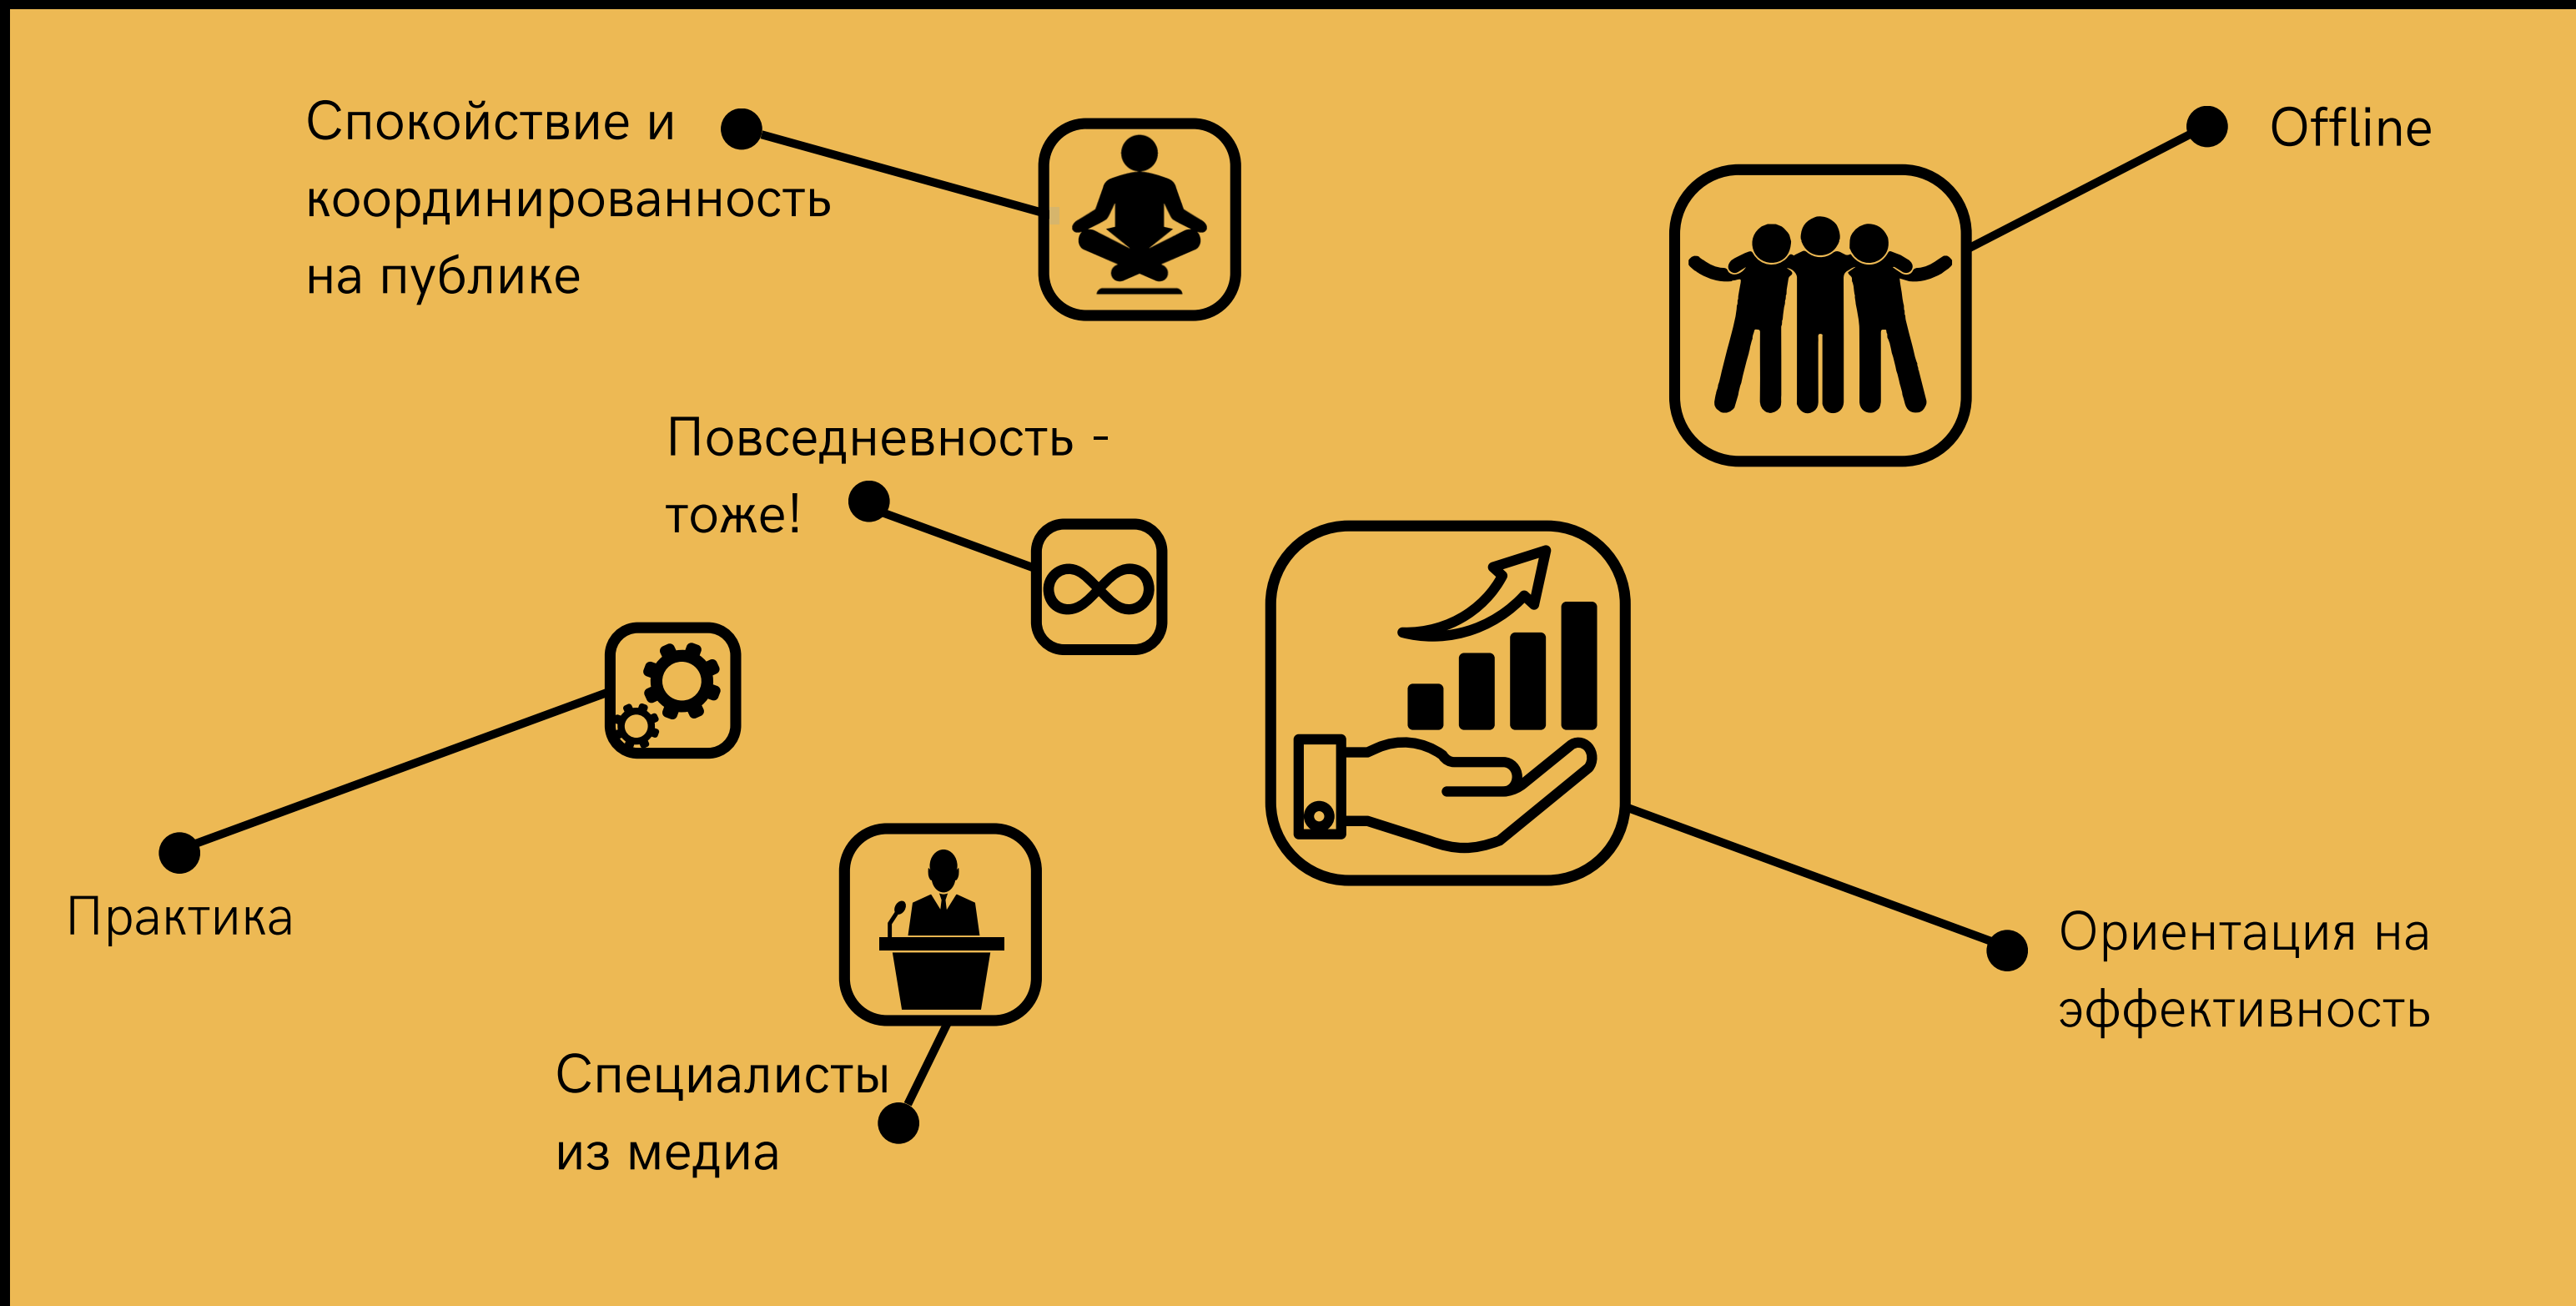 Спокойствие и
координированность
на публике
Offline
Повседневность -
тоже!
Практика
Ориентация на
эффективность
Специалисты
из медиа